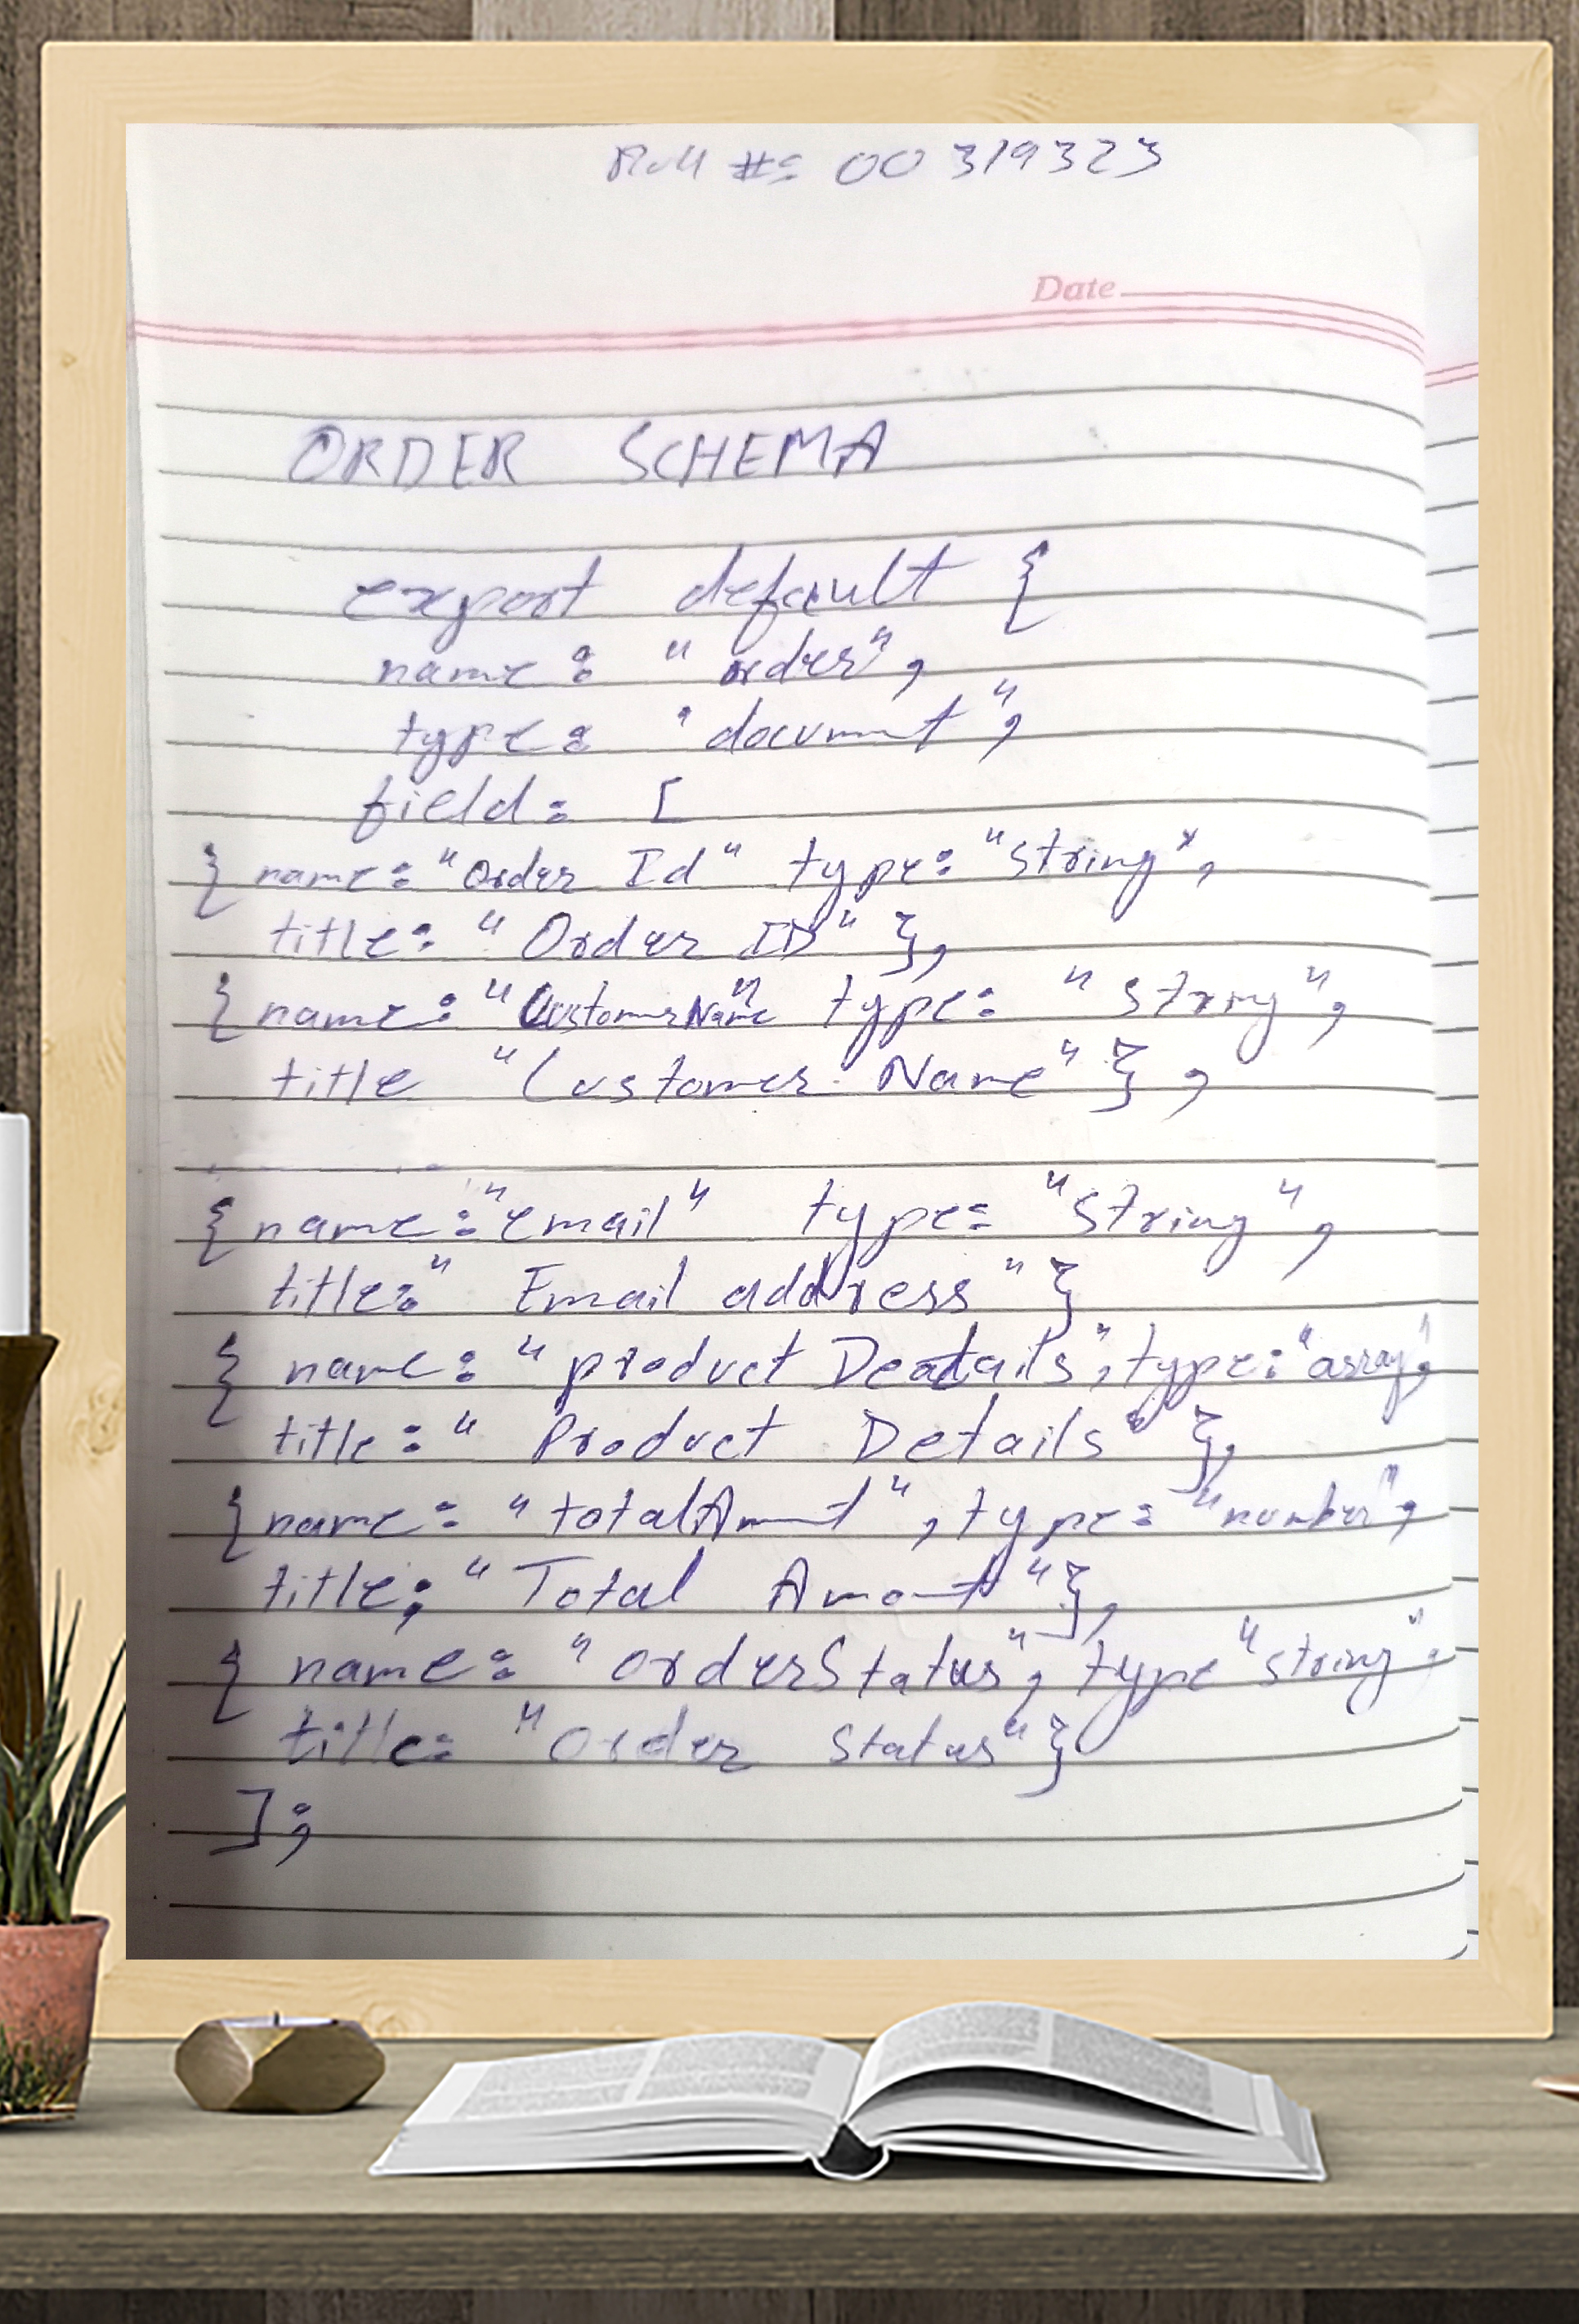 Roll #: 00319323
Date
ORDER SCHEMA
export default {
name: "order",
type: "document",
field: [
{ name: "Order Id" type: "string",
title: "Order ID" },
{ name: "CustomerName" type: "string",
title "Customer Name" },
{ name: "email" type: "string",
title: "Email address" }
{ name: "product Deatails", type: "array",
title: "Product Details" },
{ name: "totalAmount", type: "number",
title; "Total Amount" },
{ name: "orderStatus", type "string",
title: "Order Status" }
];